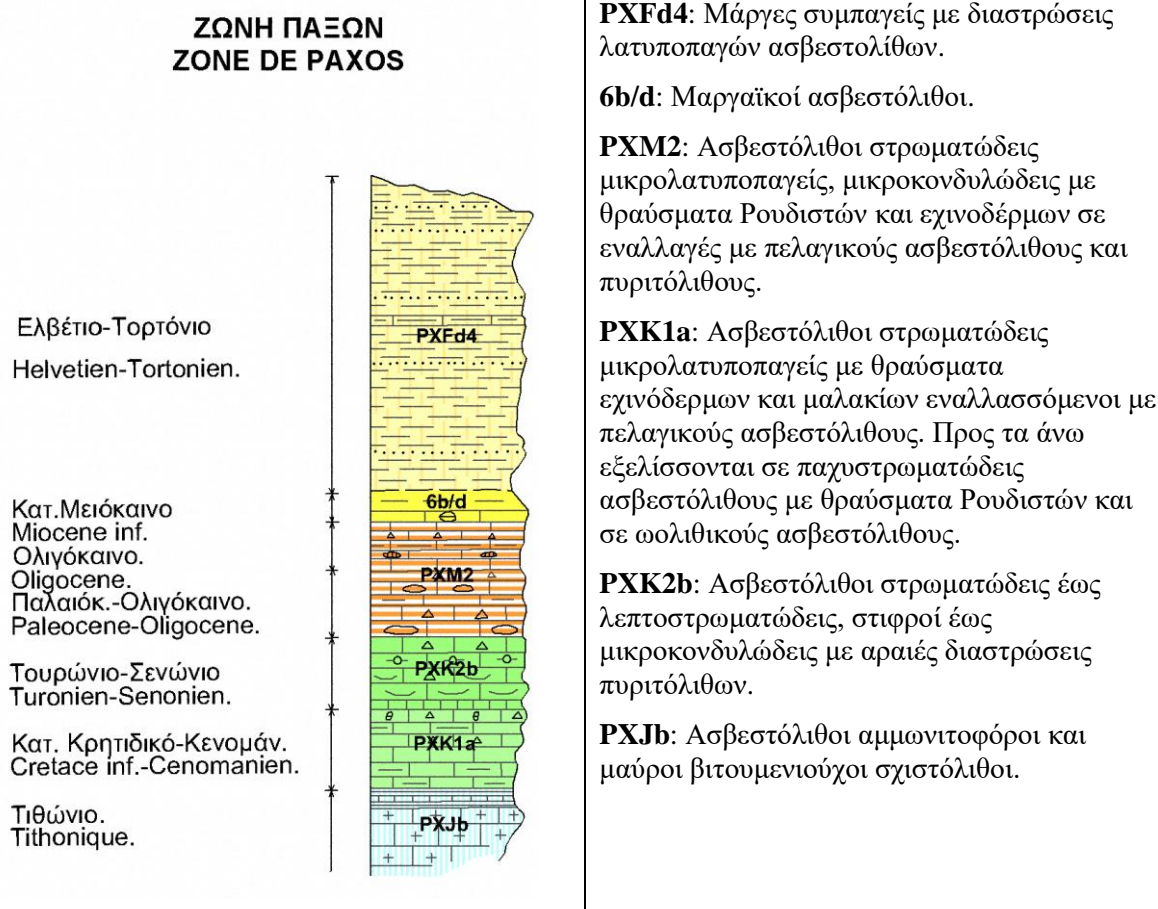 ΖΩΝΗ ΠΑΞΩΝ
ZONE DE PAXOS
Ελβέτιο-Τορτόνιο
Helvetien-Tortonien.
Κατ.Μειόκαινο
Miocene inf.
Ολιγόκαινο.
Oligocene.
Παλαιόκ.-Ολιγόκαινο.
Paleocene-Oligocene.
Τουρώνιο-Σενώνιο
Turonien-Senonien.
Κατ. Κρητιδικό-Κενομάν.
Cretace inf.-Cenomanien.
Τιθώνιο.
Tithonique.
PXFd4
6b/d
PXM2
PXK2b
PXK1a
PXJb
PXFd4: Μάργες συμπαγείς με διαστρώσεις
λατυποπαγών ασβεστολίθων.
6b/d: Μαργαϊκοί ασβεστόλιθοι.
PXM2: Ασβεστόλιθοι στρωματώδεις
μικρολατυποπαγείς, μικροκονδυλώδεις με
θραύσματα Ρουδιστών και εχινοδέρμων σε
εναλλαγές με πελαγικούς ασβεστόλιθους και
πυριτόλιθους.
PXK1a: Ασβεστόλιθοι στρωματώδεις
μικρολατυποπαγείς με θραύσματα
εχινόδερμων και μαλακίων εναλλασσόμενοι με
πελαγικούς ασβεστόλιθους. Προς τα άνω
εξελίσσονται σε παχυστρωματώδεις
ασβεστόλιθους με θραύσματα Ρουδιστών και
σε ωολιθικούς ασβεστόλιθους.
PXK2b: Ασβεστόλιθοι στρωματώδεις έως
λεπτοστρωματώδεις, στιφροί έως
μικροκονδυλώδεις με αραιές διαστρώσεις
πυριτόλιθων.
PXJb: Ασβεστόλιθοι αμμωνιτοφόροι και
μαύροι βιτουμενιούχοι σχιστόλιθοι.